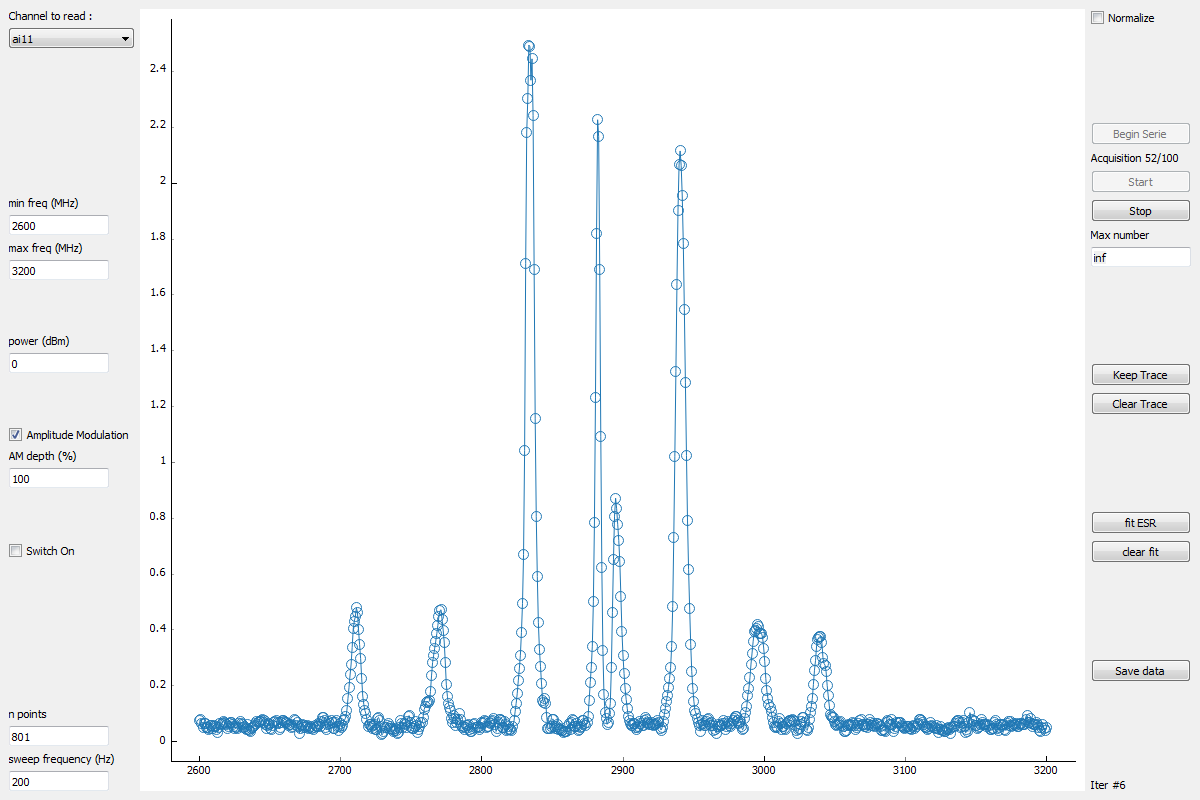 Channel to read :
ai11
min freq (MHz)
2600
max freq (MHz)
3200
power (dBm)
0
Amplitude Modulation
AM depth (%)
100
Switch On
n points
801
sweep frequency (Hz)
200
2.4
2.2
2
1.8
1.6
1.4
1.2
1
0.8
0.6
0.4
0.2
0
2600
2700
2800
2900
3000
3100
3200
Normalize
Begin Serie
Acquisition 52/100
Start
Stop
Max number
inf
Keep Trace
Clear Trace
fit ESR
clear fit
Save data
Iter #6